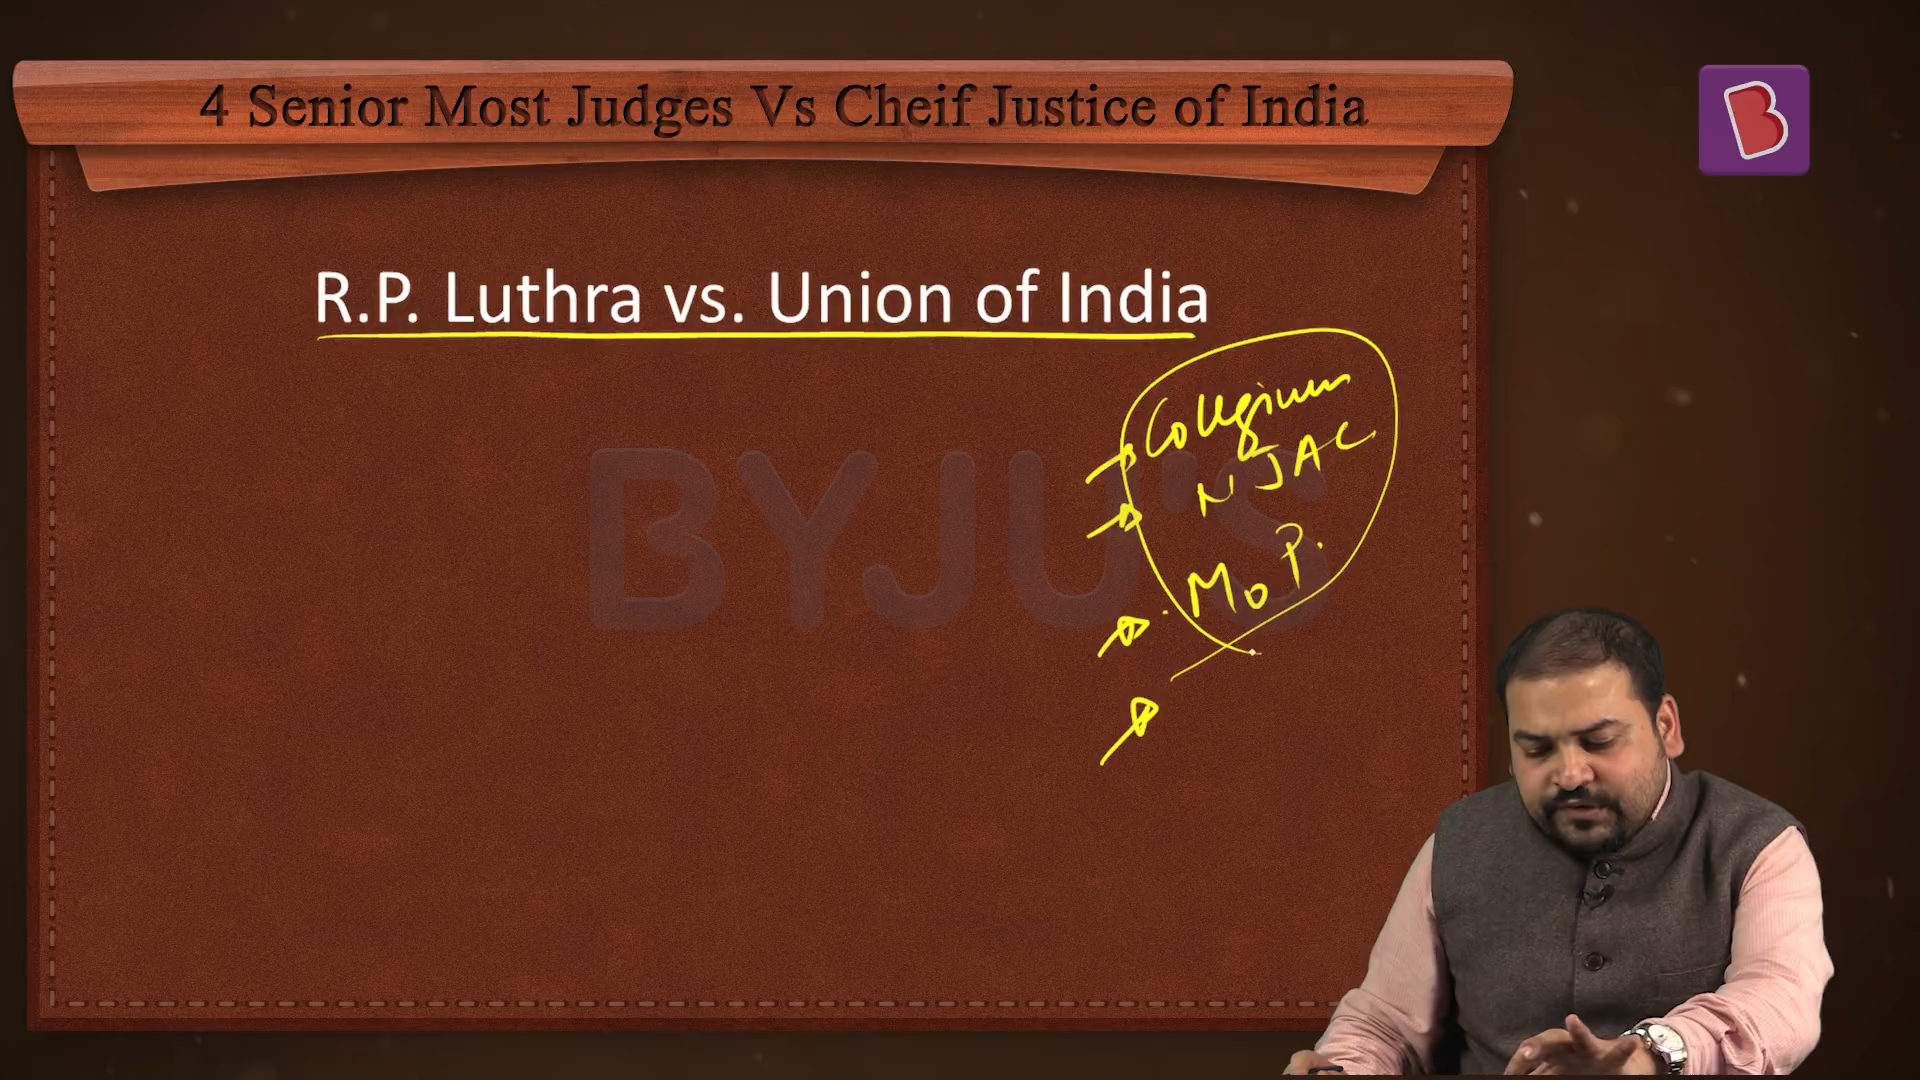 4 Senior Most Judges Vs Cheif Justice of India
B
R.P. Luthra vs. Union of India
Collegium
NJAC
MoP.
BYJU'S